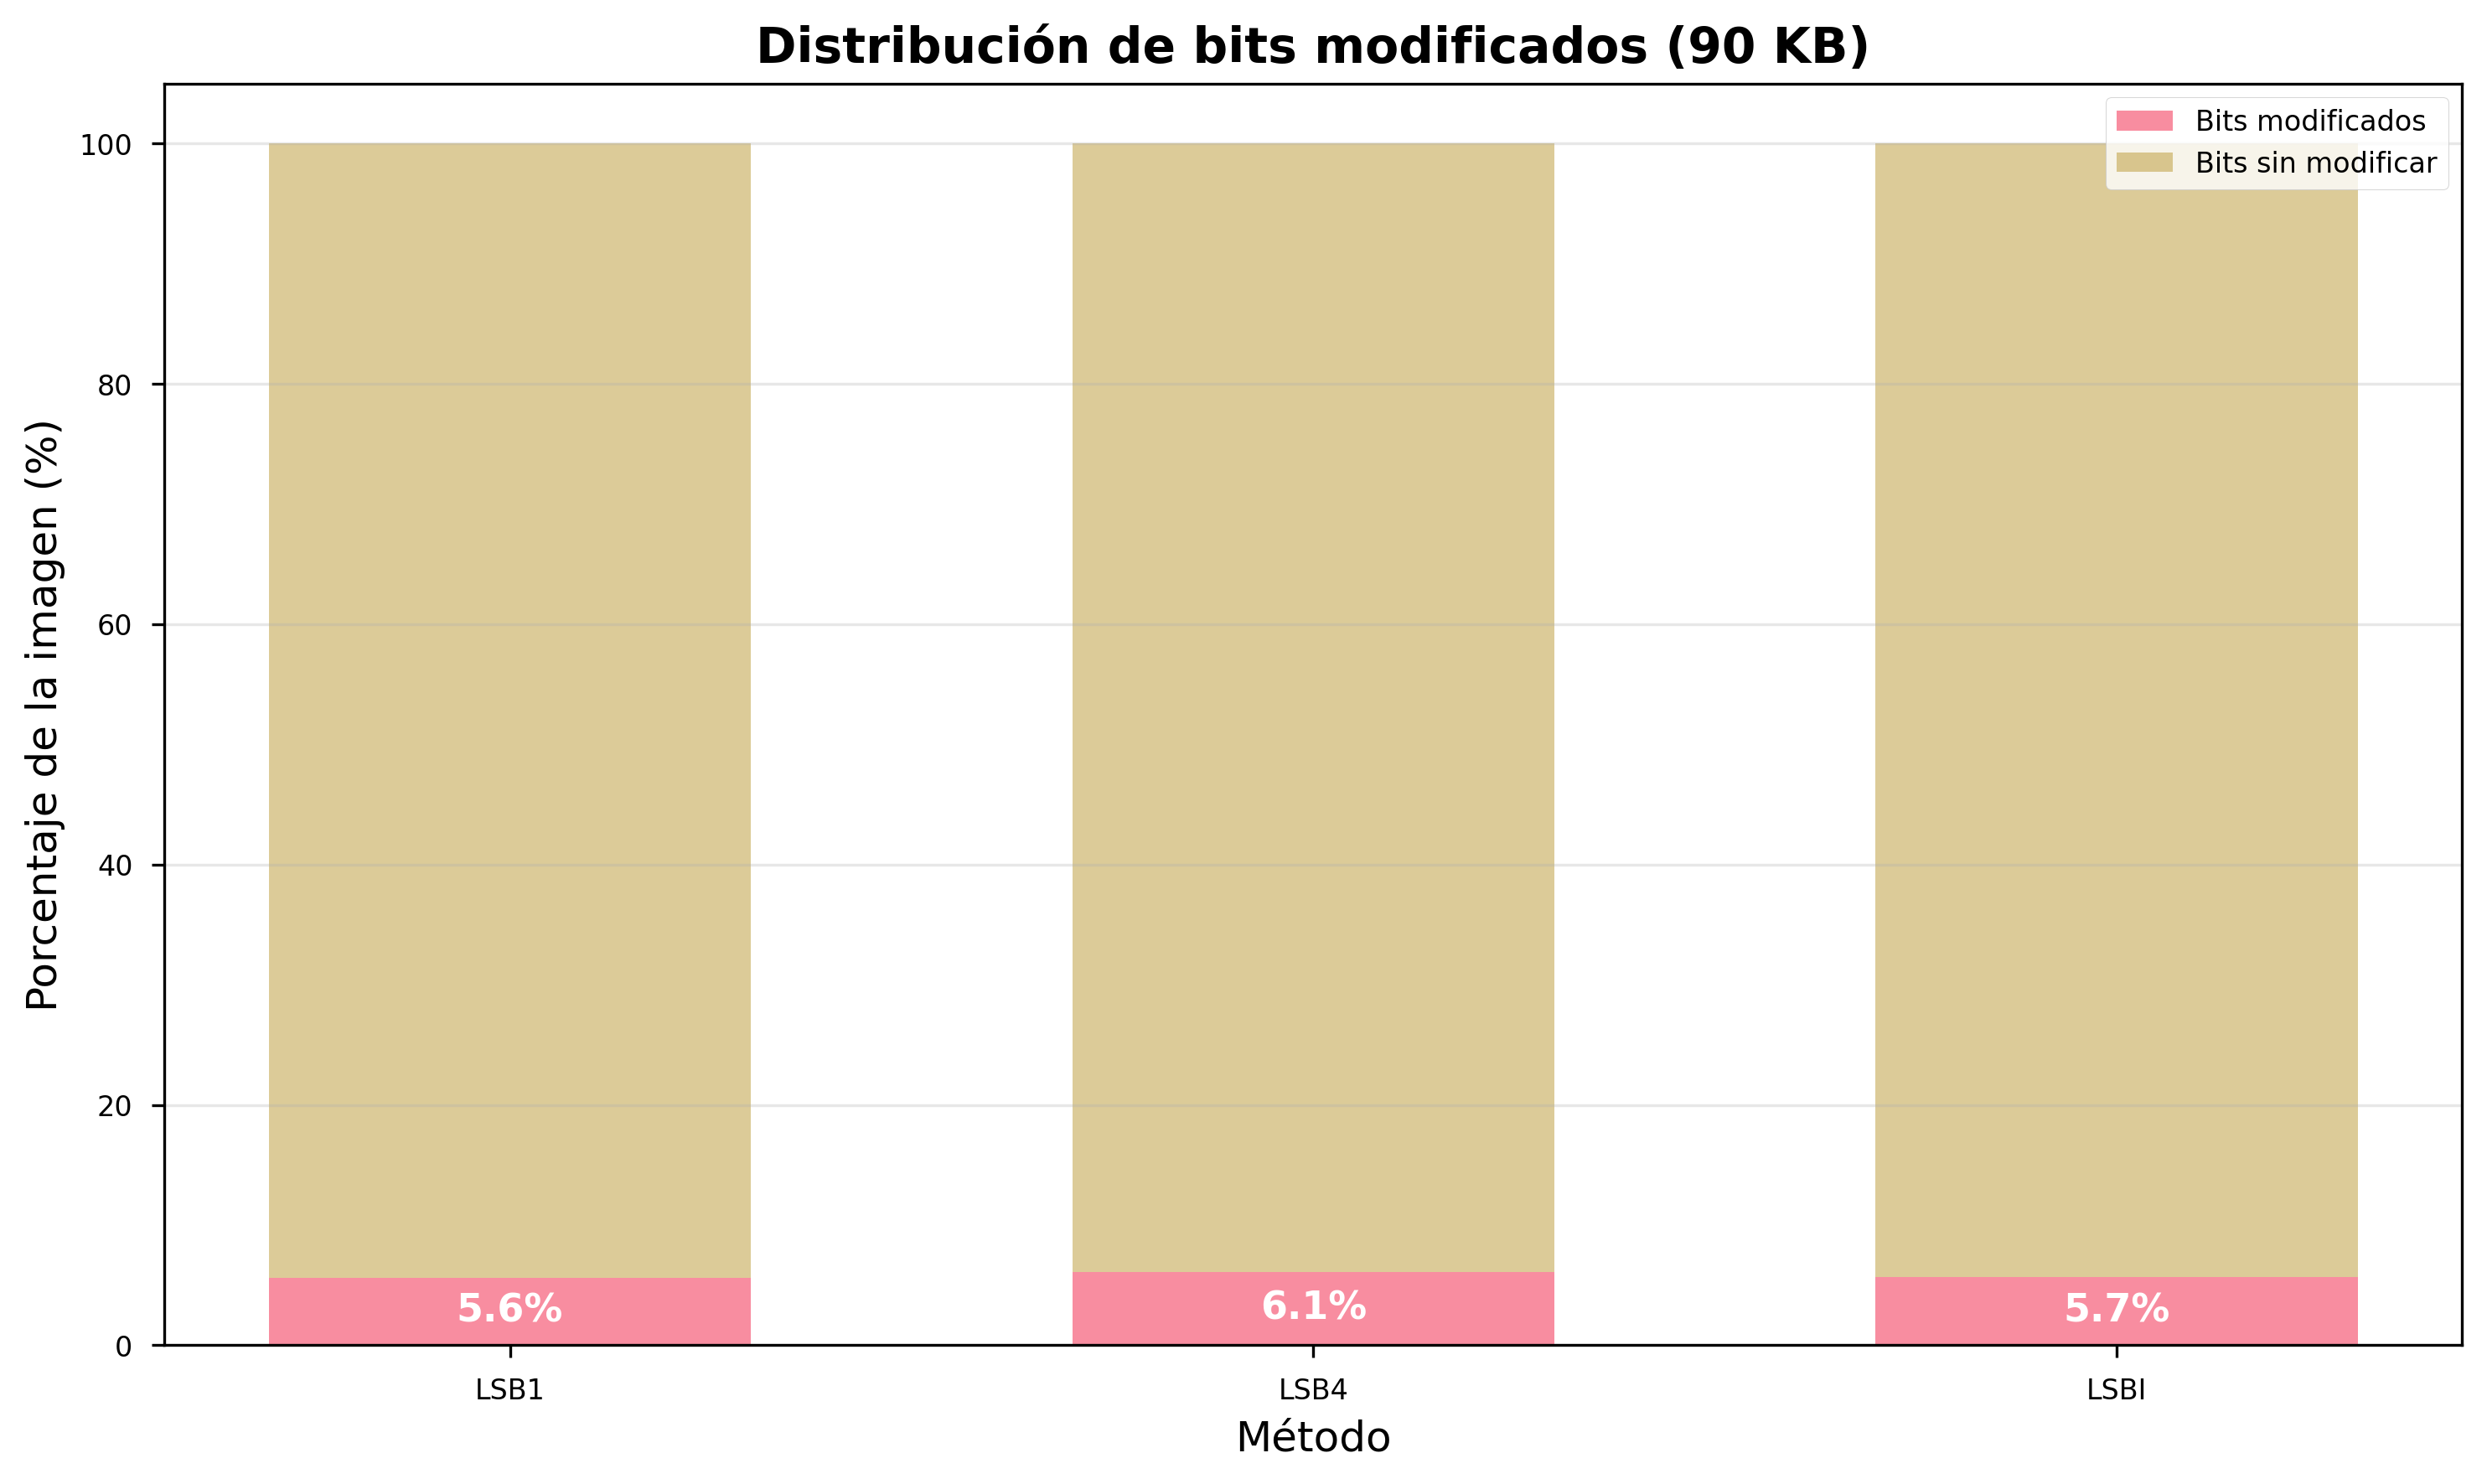 Distribución de bits modificados (90 KB)
Bits modificados
Bits sin modificar
Porcentaje de la imagen (%)
100
80
60
40
20
0
5.6%
6.1%
5.7%
LSB1
LSB4
LSBI
Método